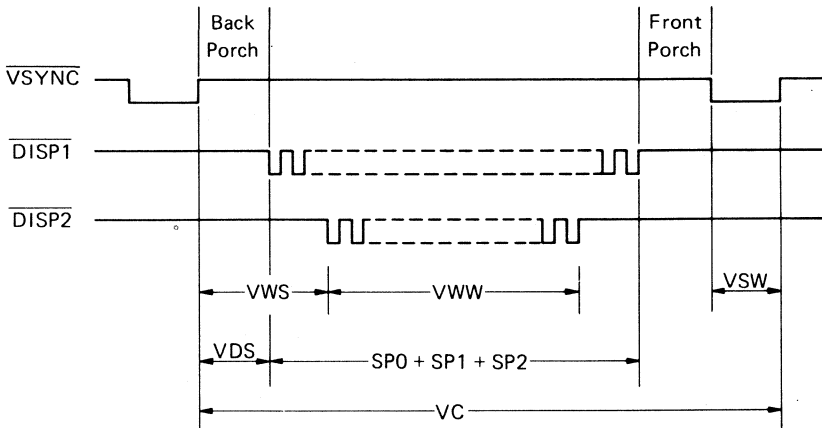 Back
Porch
Front
Porch
VSYNC
DISP1
DISP2
VWS
VWW
VSW
VDS
SP0 + SP1 + SP2
VC